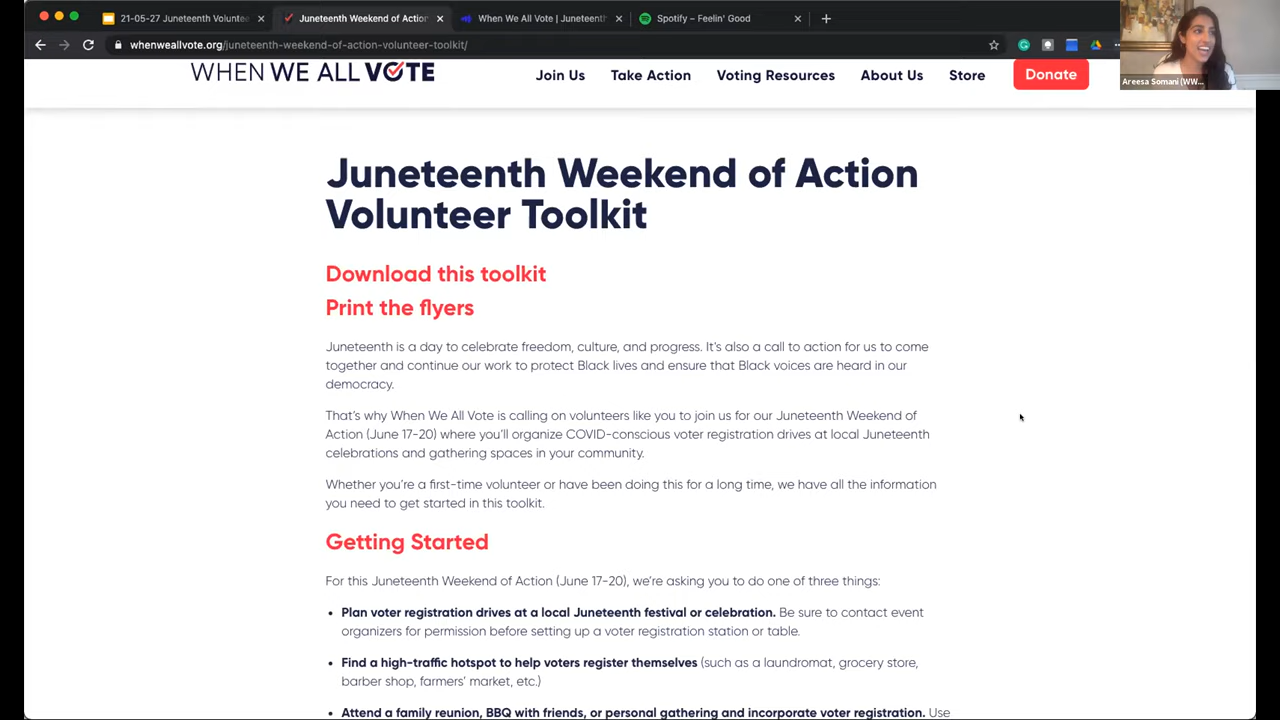 21-05-27 Juneteenth Voluntee
Juneteenth Weekend of Action
When We All Vote | Juneteenth
Spotify – Feelin' Good
whenweallvote.org/juneteenth-weekend-of-action-volunteer-toolkit/
Areesa Somani (WW...
WHEN WE ALL VOTE
Join Us
Take Action
Voting Resources
About Us
Store
Donate
Juneteenth Weekend of Action
Volunteer Toolkit
Download this toolkit
Print the flyers
Juneteenth is a day to celebrate freedom, culture, and progress. It's also a call to action for us to come
together and continue our work to protect Black lives and ensure that Black voices are heard in our
democracy.
That's why When We All Vote is calling on volunteers like you to join us for our Juneteenth Weekend of
Action (June 17-20) where you'll organize COVID-conscious voter registration drives at local Juneteenth
celebrations and gathering spaces in your community.
Whether you're a first-time volunteer or have been doing this for a long time, we have all the information
you need to get started in this toolkit.
Getting Started
For this Juneteenth Weekend of Action (June 17-20), we're asking you to do one of three things:
• Plan voter registration drives at a local Juneteenth festival or celebration. Be sure to contact event
organizers for permission before setting up a voter registration station or table.
• Find a high-traffic hotspot to help voters register themselves (such as a laundromat, grocery store,
barber shop, farmers' market, etc.)
• Attend a family reunion, BBQ with friends, or personal gathering and incorporate voter registration. Use